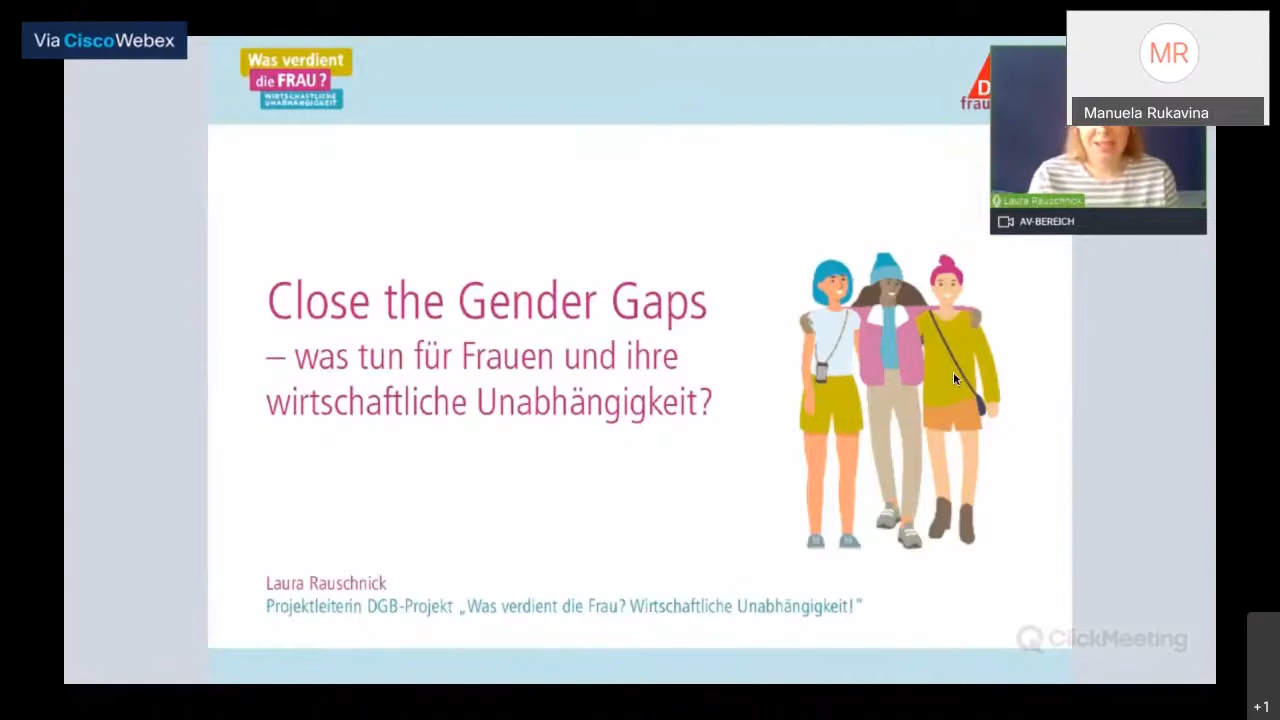 Via CiscoWebex
Was verdient
die FRAU?
WIRTSCHAFTLICHE
UNABHÄNGIGKEIT
D
frau
MR
Manuela Rukavina
Laura Rauschnick
AV-BEREICH
Close the Gender Gaps
– was tun für Frauen und ihre
wirtschaftliche Unabhängigkeit?
Laura Rauschnick
Projektleiterin DGB-Projekt „Was verdient die Frau? Wirtschaftliche Unabhängigkeit!“
ClickMeeting
+1